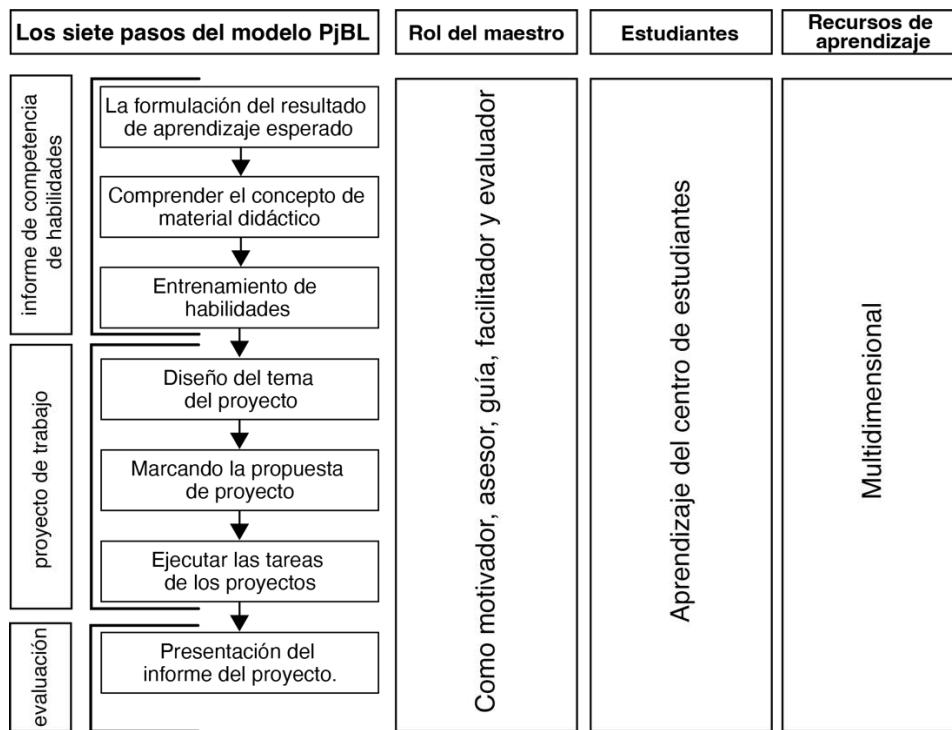 Los siete pasos del modelo PjBL
Rol del maestro
Estudiantes
Recursos de
aprendizaje
informe de competencia
de habilidades
La formulación del resultado
de aprendizaje esperado
Comprender el concepto de
material didáctico
Entrenamiento de
habilidades
proyecto de trabajo
Diseño del tema
del proyecto
Marcando la propuesta
de proyecto
Ejecutar las tareas
de los proyectos
evaluación
Presentación del
informe del proyecto.
Como motivador, asesor, guía, facilitador y evaluador
Aprendizaje del centro de estudiantes
Multidimensional